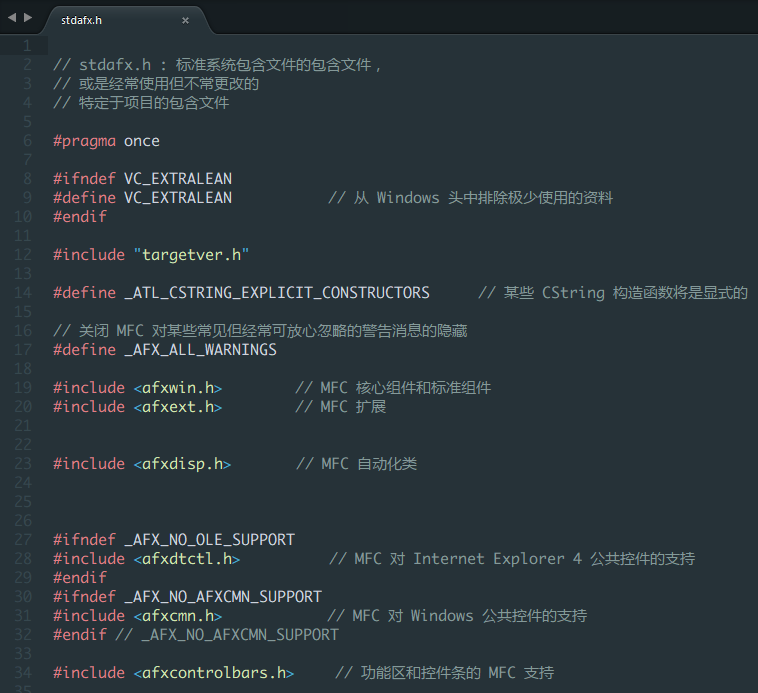 stdafx.h
1
2 // stdafx.h : 标准系统包含文件的包含文件，
3 // 或是经常使用但不常更改的
4 // 特定于项目的包含文件
5
6 #pragma once
7
8 #ifndef VC_EXTRALEAN
9 #define VC_EXTRALEAN // 从 Windows 头中排除极少使用的资料
10 #endif
11
12 #include "targetver.h"
13
14 #define _ATL_CSTRING_EXPLICIT_CONSTRUCTORS // 某些 CString 构造函数将是显式的
15
16 // 关闭 MFC 对某些常见但经常可放心忽略的警告消息的隐藏
17 #define _AFX_ALL_WARNINGS
18
19 #include <afxwin.h> // MFC 核心组件和标准组件
20 #include <afxext.h> // MFC 扩展
21
22
23 #include <afxdisp.h> // MFC 自动化类
24
25
26
27 #ifndef _AFX_NO_OLE_SUPPORT
28 #include <afxdtctl.h> // MFC 对 Internet Explorer 4 公共控件的支持
29 #endif
30 #ifndef _AFX_NO_AFXCMN_SUPPORT
31 #include <afxcmn.h> // MFC 对 Windows 公共控件的支持
32 #endif // _AFX_NO_AFXCMN_SUPPORT
33
34 #include <afxcontrolbars.h> // 功能区和控件条的 MFC 支持
35